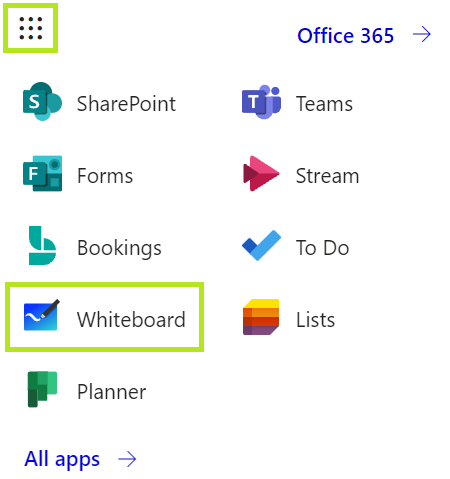 Office 365
SharePoint Teams
Forms Stream
Bookings To Do
Whiteboard Lists
Planner
All apps